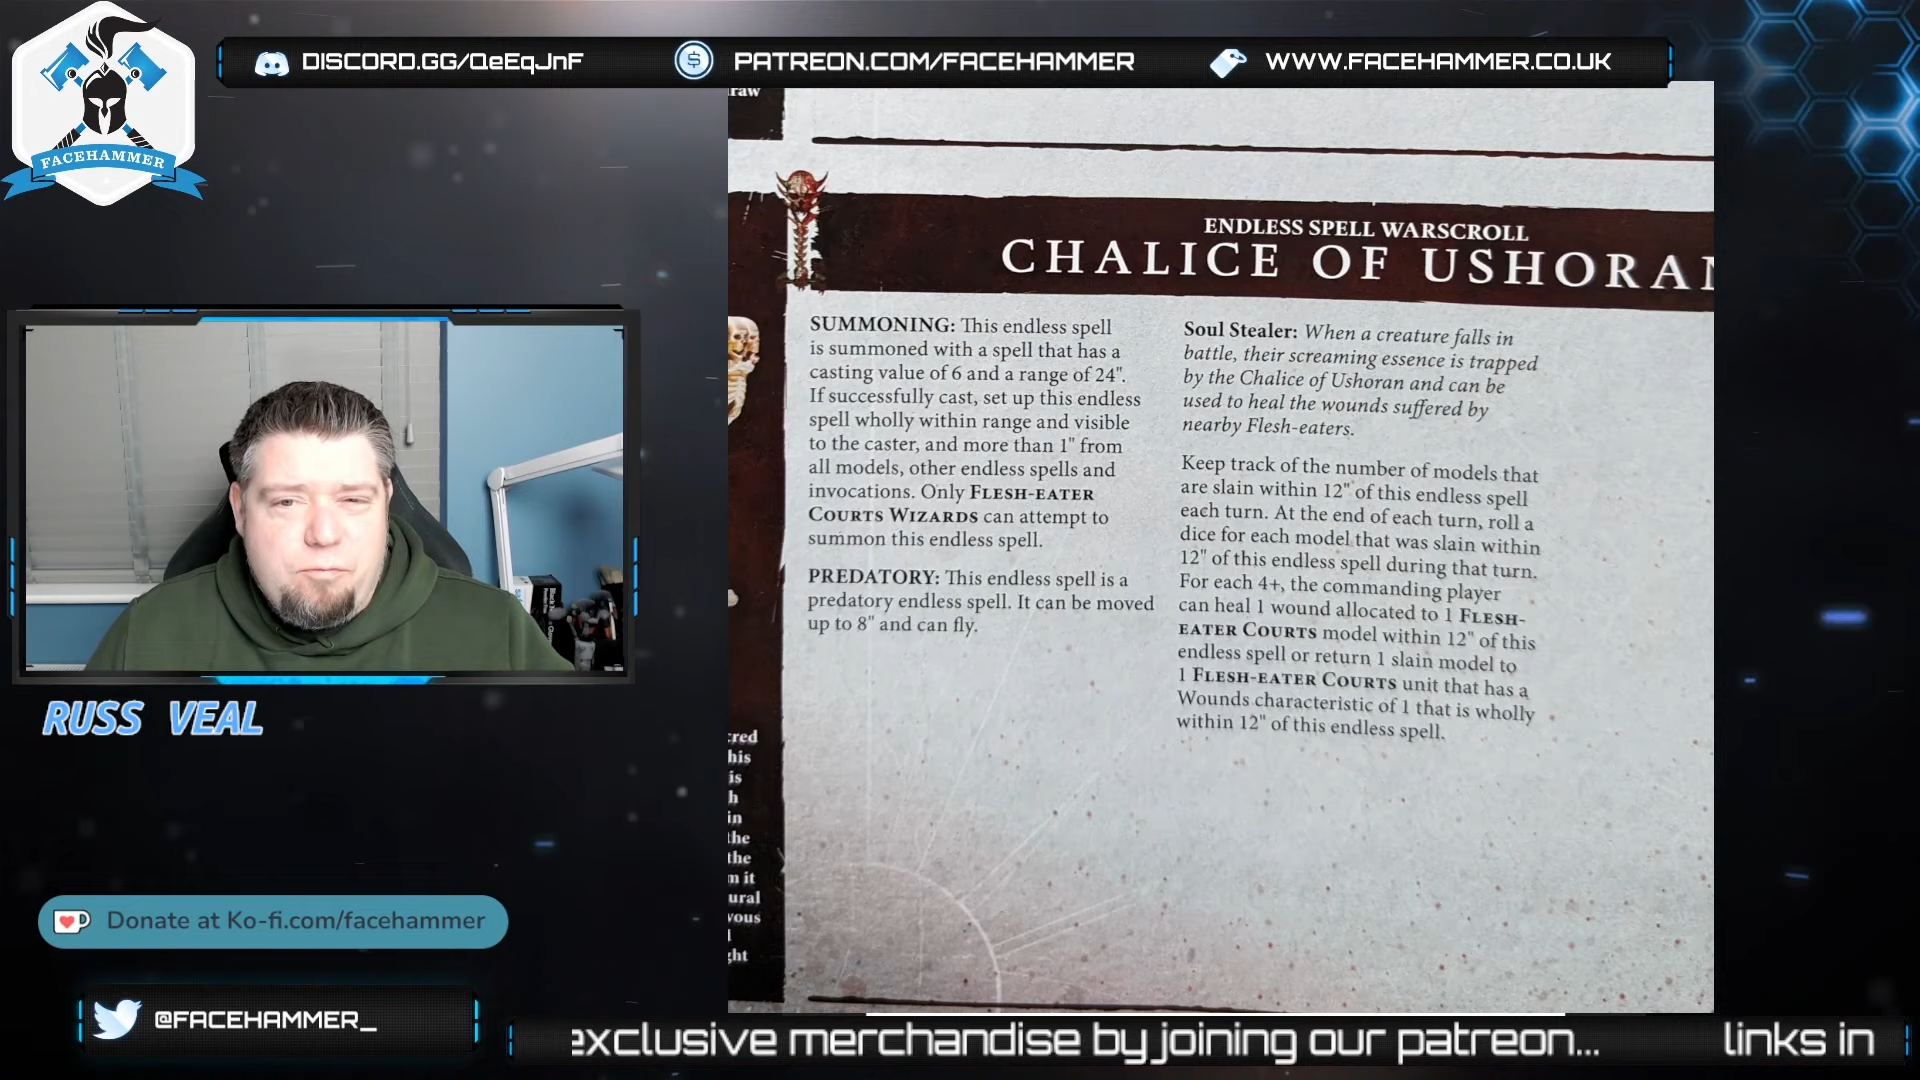 DISCORD.GG/QeEqJnF
PATREON.COM/FACEHAMMER
WWW.FACEHAMMER.CO.UK
FACEHAMMER
raw
ENDLESS SPELL WARSCROLL
CHALICE OF USHORAN
SUMMONING: This endless spell
is summoned with a spell that has a
casting value of 6 and a range of 24".
If successfully cast, set up this endless
spell wholly within range and visible
to the caster, and more than 1" from
all models, other endless spells and
invocations. Only FLESH-EATER
COURTS WIZARDS can attempt to
summon this endless spell.
PREDATORY: This endless spell is a
predatory endless spell. It can be moved
up to 8" and can fly.
Soul Stealer: When a creature falls in
battle, their screaming essence is trapped
by the Chalice of Ushoran and can be
used to heal the wounds suffered by
nearby Flesh-eaters.
Keep track of the number of models that
are slain within 12" of this endless spell
each turn. At the end of each turn, roll a
dice for each model that was slain within
12" of this endless spell during that turn.
For each 4+, the commanding player
can heal 1 wound allocated to 1 FLESH-
EATER COURTS model within 12" of this
endless spell or return 1 slain model to
1 FLESH-EATER COURTS unit that has a
Wounds characteristic of 1 that is wholly
within 12" of this endless spell.
cred
his
is
h
in
the
the
m it
ural
vous
l
ght
RUSS VEAL
Donate at Ko-fi.com/facehammer
@FACEHAMMER_
exclusive merchandise by joining our patreon... links in